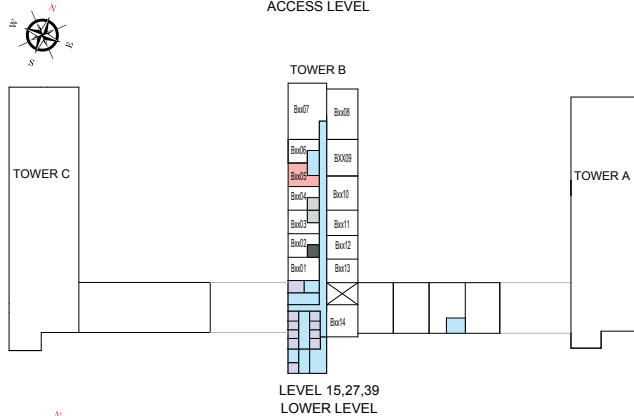 ACCESS LEVEL
N
W
E
S
TOWER B
Bxx07
Bxx08
Bxx06
BXX09
Bxx05
TOWER C
TOWER A
Bxx04
Bxx10
Bxx03
Bxx11
Bxx02
Bxx12
Bxx01
Bxx13
Bxx14
LEVEL 15,27,39
LOWER LEVEL
N